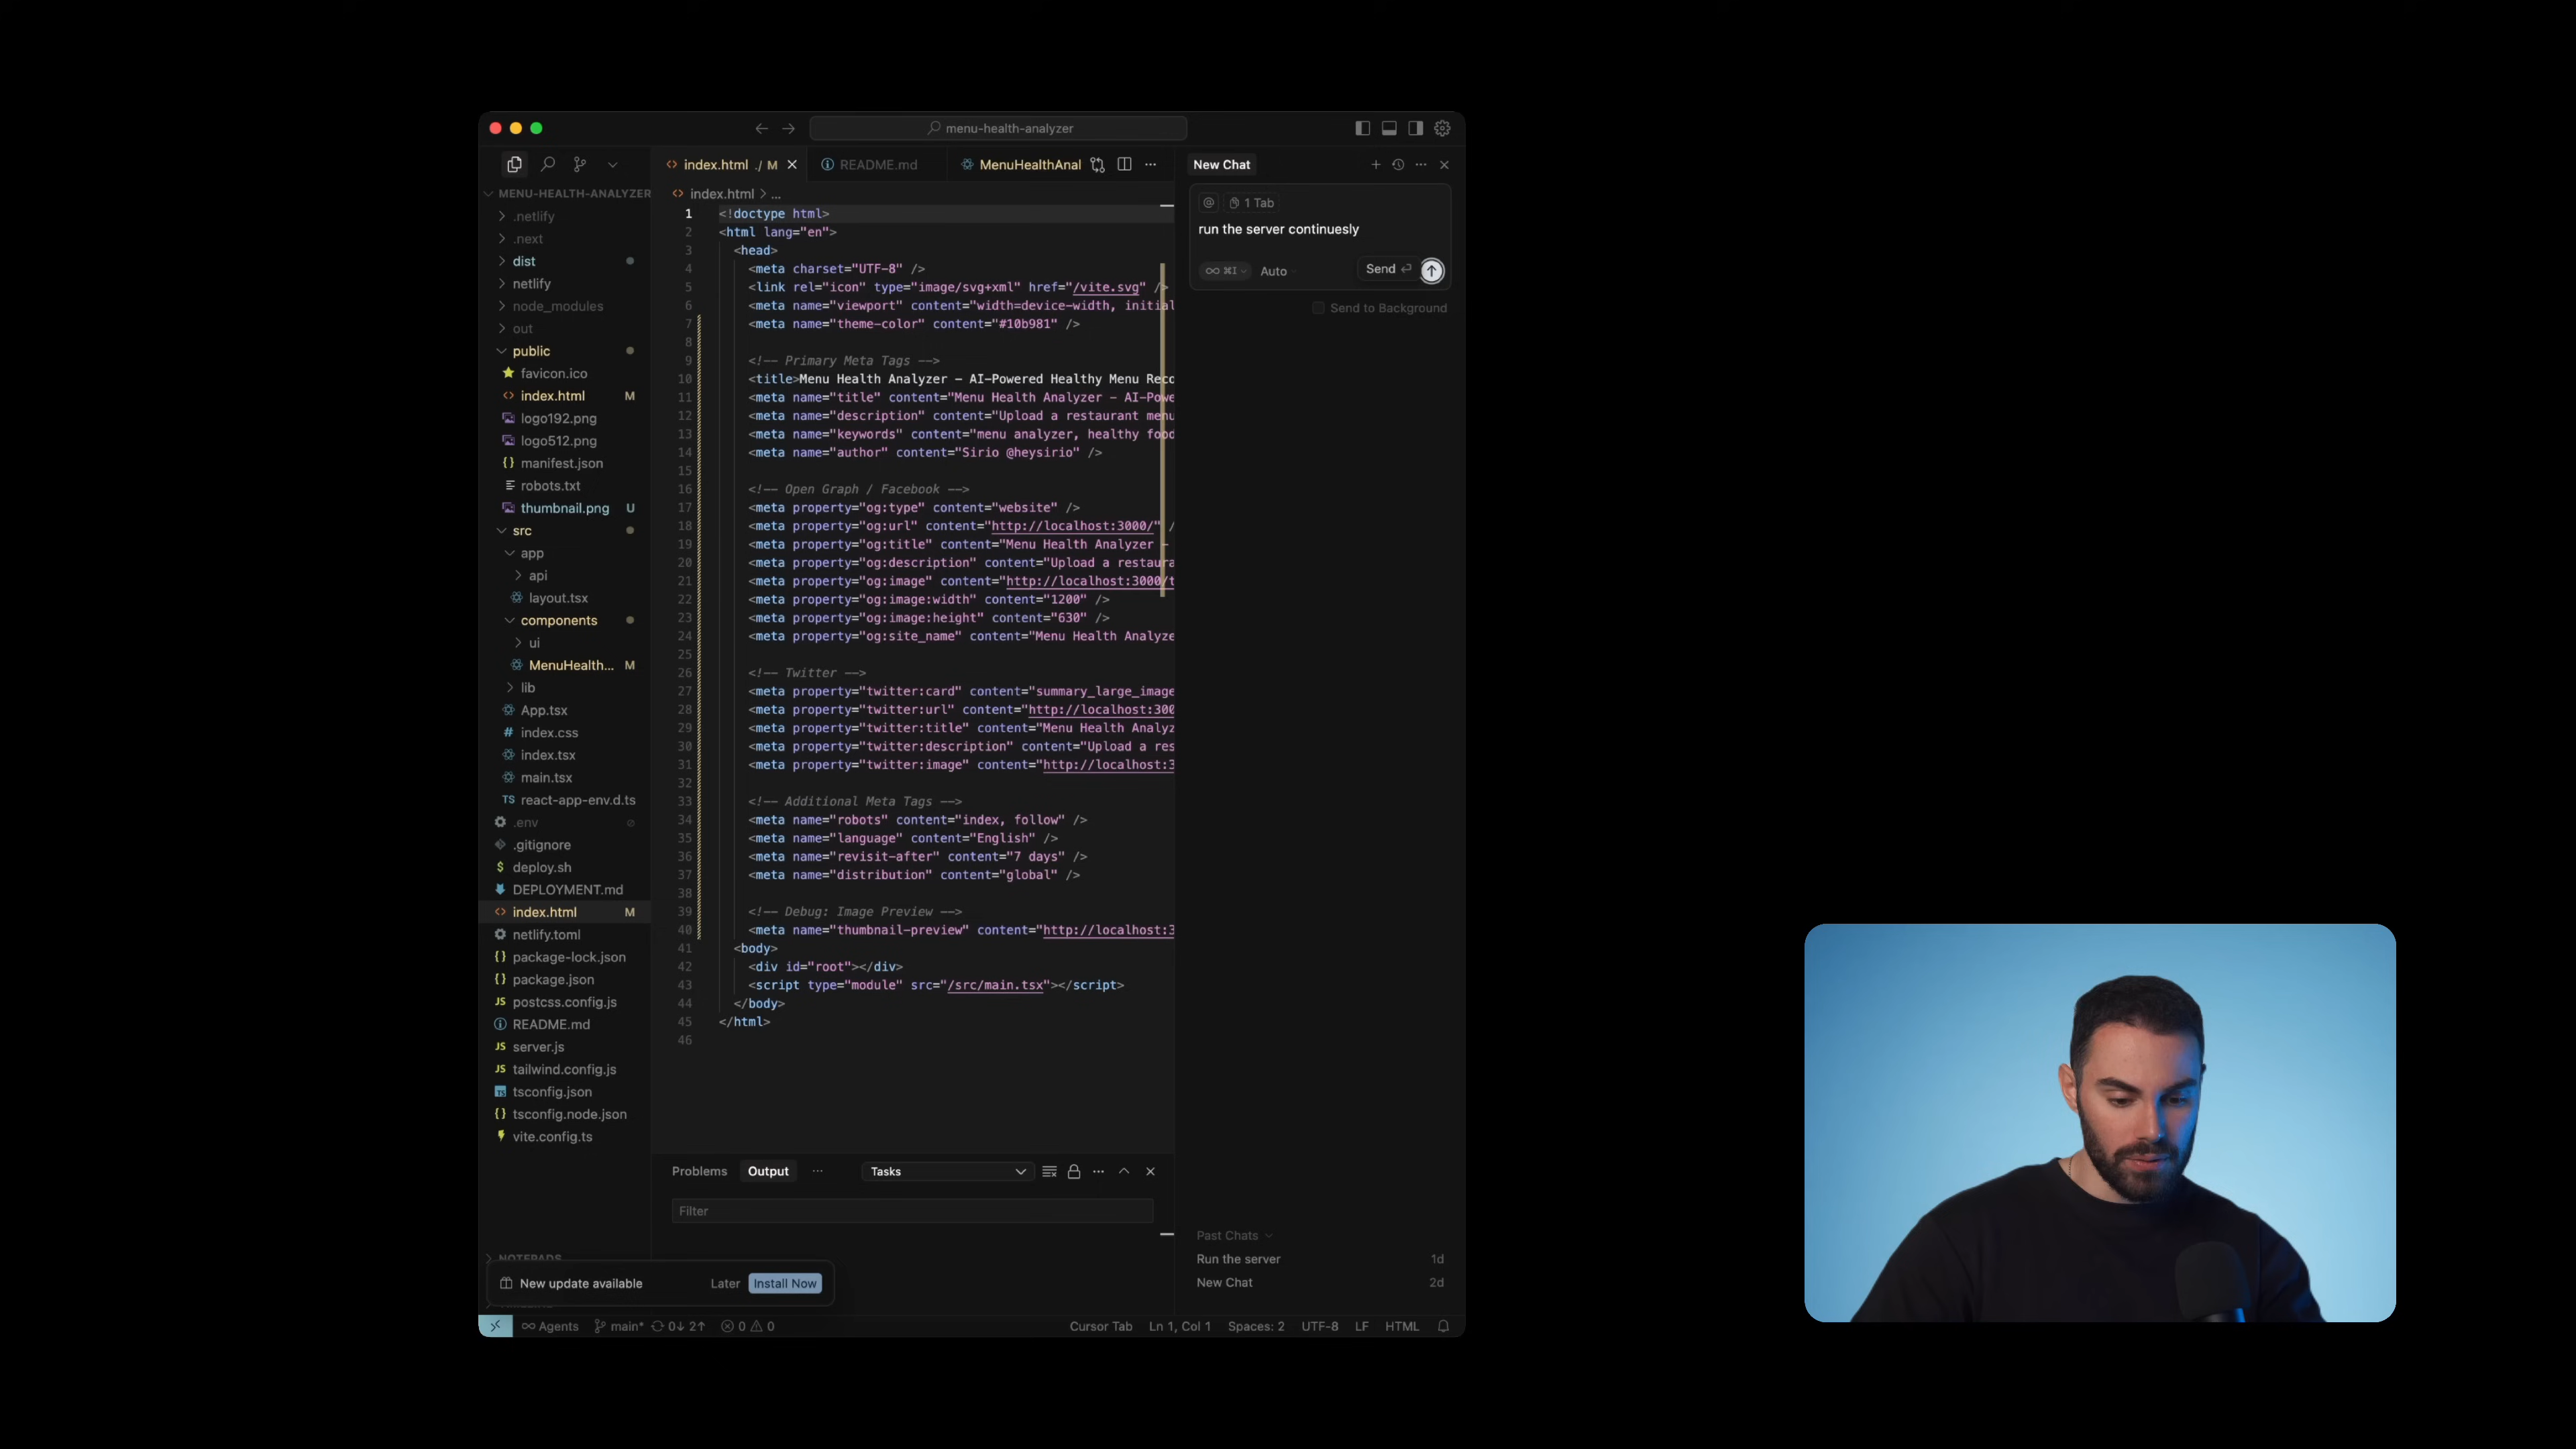 menu-health-analyzer
index.html ./ M
README.md
MenuHealthAnal
New Chat
MENU-HEALTH-ANALYZER
.netlify
.next
dist
netlify
node_modules
out
public
favicon.ico
index.html M
logo192.png
logo512.png
manifest.json
robots.txt
thumbnail.png U
src
app
api
layout.tsx
components
ui
MenuHealth... M
lib
App.tsx
index.css
index.tsx
main.tsx
TS react-app-env.d.ts
.env
.gitignore
$ deploy.sh
DEPLOYMENT.md
index.html M
netlify.toml
package-lock.json
package.json
JS postcss.config.js
README.md
JS server.js
JS tailwind.config.js
tsconfig.json
tsconfig.node.json
vite.config.ts
index.html > ...
1 <!doctype html>
2 <html lang="en">
3 <head>
4 <meta charset="UTF-8" />
5 <link rel="icon" type="image/svg+xml" href="/vite.svg" />
6 <meta name="viewport" content="width=device-width, initial
7 <meta name="theme-color" content="#10b981" />
8
9 <!-- Primary Meta Tags -->
10 <title>Menu Health Analyzer - AI-Powered Healthy Menu Reco
11 <meta name="title" content="Menu Health Analyzer - AI-Powe
12 <meta name="description" content="Upload a restaurant menu
13 <meta name="keywords" content="menu analyzer, healthy food
14 <meta name="author" content="Sirio @heysirio" />
15
16 <!-- Open Graph / Facebook -->
17 <meta property="og:type" content="website" />
18 <meta property="og:url" content="http://localhost:3000/" /
19 <meta property="og:title" content="Menu Health Analyzer -
20 <meta property="og:description" content="Upload a restaura
21 <meta property="og:image" content="http://localhost:3000/t
22 <meta property="og:image:width" content="1200" />
23 <meta property="og:image:height" content="630" />
24 <meta property="og:site_name" content="Menu Health Analyze
25
26 <!-- Twitter -->
27 <meta property="twitter:card" content="summary_large_image
28 <meta property="twitter:url" content="http://localhost:300
29 <meta property="twitter:title" content="Menu Health Analyz
30 <meta property="twitter:description" content="Upload a res
31 <meta property="twitter:image" content="http://localhost:3
32
33 <!-- Additional Meta Tags -->
34 <meta name="robots" content="index, follow" />
35 <meta name="language" content="English" />
36 <meta name="revisit-after" content="7 days" />
37 <meta name="distribution" content="global" />
38
39 <!-- Debug: Image Preview -->
40 <meta name="thumbnail-preview" content="http://localhost:3
41 <body>
42 <div id="root"></div>
43 <script type="module" src="/src/main.tsx"></script>
44 </body>
45 </html>
46
@ 1 Tab
run the server continuesly
⌘I Auto Send
Send to Background
Problems Output ... Tasks
Filter
Past Chats
Run the server 1d
New Chat 2d
NOTEPADS
New update available Later Install Now
Agents main* 0↓ 2↑ 0 0
Cursor Tab Ln 1, Col 1 Spaces: 2 UTF-8 LF HTML